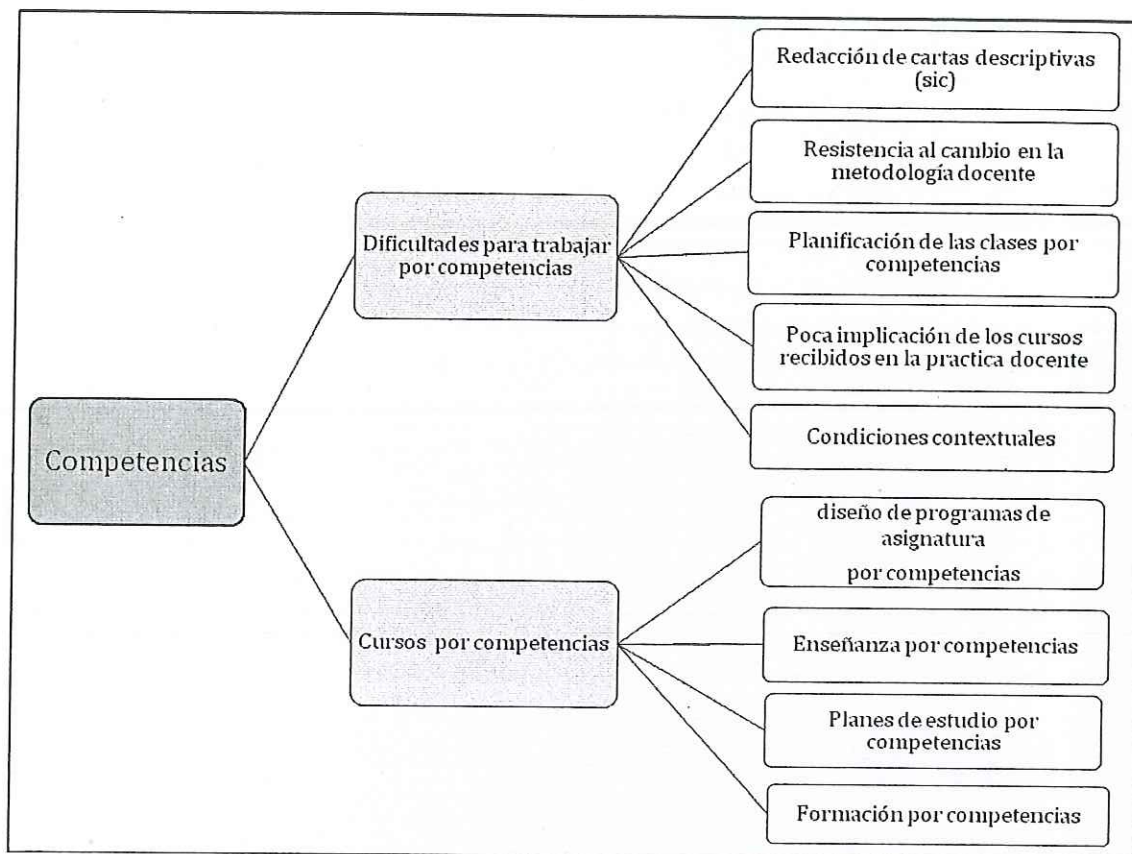 Redacción de cartas descriptivas
(sic)
Resistencia al cambio en la
metodología docente
Dificultades para trabajar
por competencias
Planificación de las clases por
competencias
Poca implicación de los cursos
recibidos en la practica docente
Condiciones contextuales
Competencias
diseño de programas de
asignatura
por competencias
Cursos por competencias
Enseñanza por competencias
Planes de estudio por
competencias
Formación por competencias